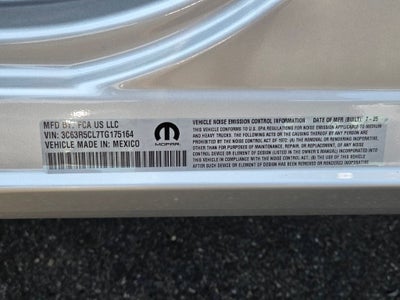 MFD BY: FCA US LLC
VIN: 3C63R5CL7TG175164
VEHICLE MADE IN: MEXICO
MOPAR
VEHICLE NOISE EMISSION CONTROL INFORMATION DATE OF MFR (BUILT) 7-25
THIS VEHICLE CONFORMS TO U.S. EPA REGULATIONS FOR NOISE EMISSION APPLICABLE TO MEDIUM
AND HEAVY TRUCKS. THE FOLLOWING ACTS OR THE CAUSING THEREOF BY ANY PERSON ARE
PROHIBITED BY THE NOISE CONTROL ACT OF 1972: (A) THE REMOVAL OR RENDERING INOPERATIVE,
OTHER THAN FOR PURPOSES OF MAINTENANCE, REPAIR, OR REPLACEMENT, OF ANY NOISE CONTROL
DEVICE OR ELEMENT OF DESIGN (LISTED IN THE OWNER'S MANUAL) INCORPORATED INTO THIS VEHICLE
IN COMPLIANCE WITH THE NOISE CONTROL ACT: (B) THE USE OF THIS VEHICLE
AFTER SUCH DEVICE OR ELEMENT OF DESIGN HAS BEEN REMOVED OR RENDERED INOPERATIVE.